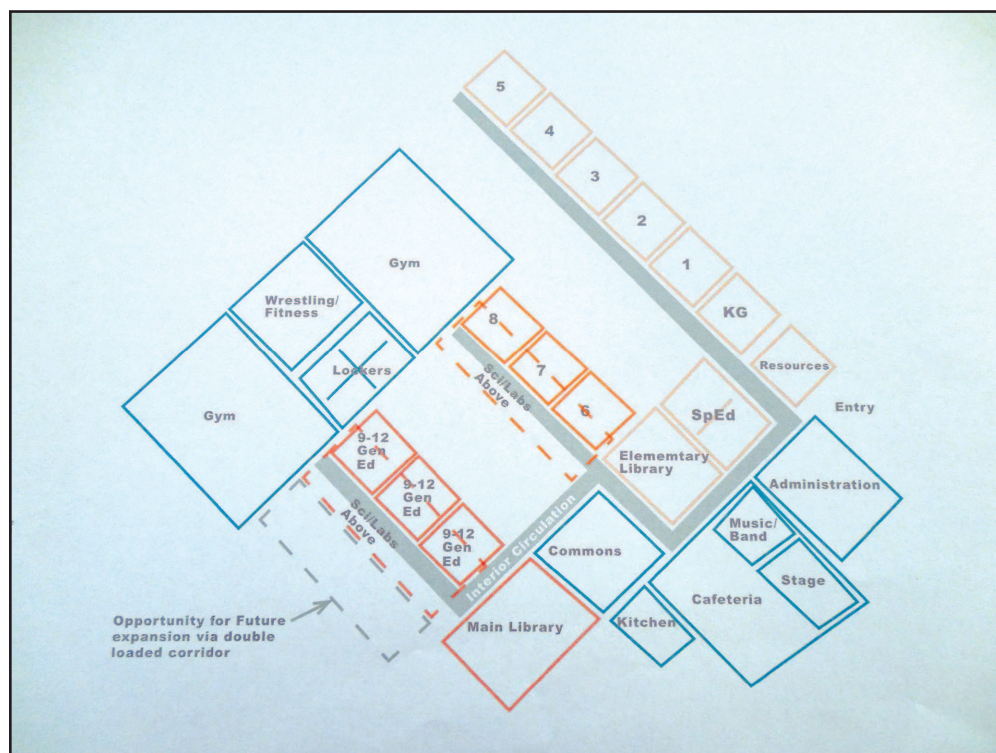 5
4
3
2
1
KG
Resources
Gym
Wrestling/
Fitness
Lockers
Gym
8
7
6
Sci/Labs
Above
SpEd
Elememtary
Library
Entry
Administration
9-12
Gen
Ed
9-12
Gen
Ed
9-12
Gen
Ed
Sci/Labs
Above
Interior Circulation
Commons
Music/
Band
Stage
Cafeteria
Kitchen
Main Library
Opportunity for Future
expansion via double
loaded corridor